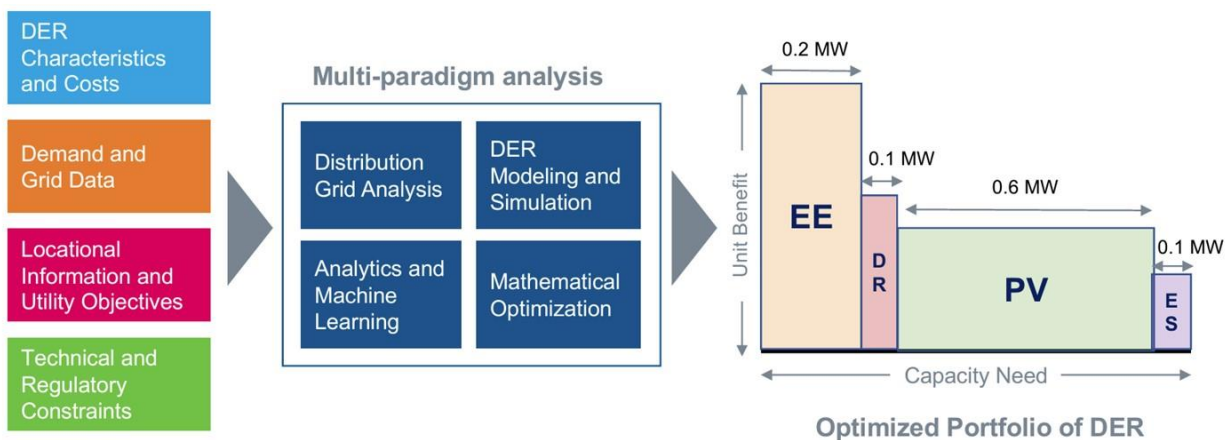 DER
Characteristics
and Costs
Demand and
Grid Data
Locational
Information and
Utility Objectives
Technical and
Regulatory
Constraints
Multi-paradigm analysis
Distribution
Grid Analysis
DER
Modeling and
Simulation
Analytics and
Machine
Learning
Mathematical
Optimization
0.2 MW
0.1 MW
0.6 MW
0.1 MW
Unit Benefit
EE
D
R
PV
E
S
Capacity Need
Optimized Portfolio of DER